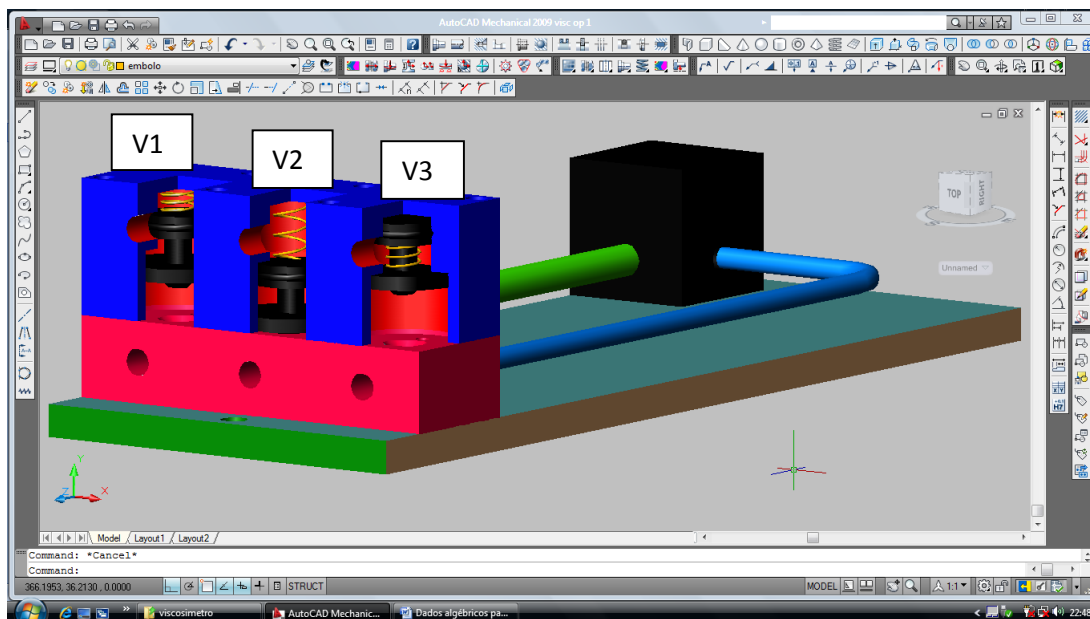 AutoCAD Mechanical 2009 visc op 1
embolo
V1
V2
V3
TOP
RIGHT
Unnamed
Y
Z
X
Model / Layout1 / Layout2
Command: *Cancel*
Command:
366.1953, 36.2130, 0.0000
STRUCT
MODEL
1:1
viscosimetro
AutoCAD Mechanic...
Dados algébricos pa...
22:48